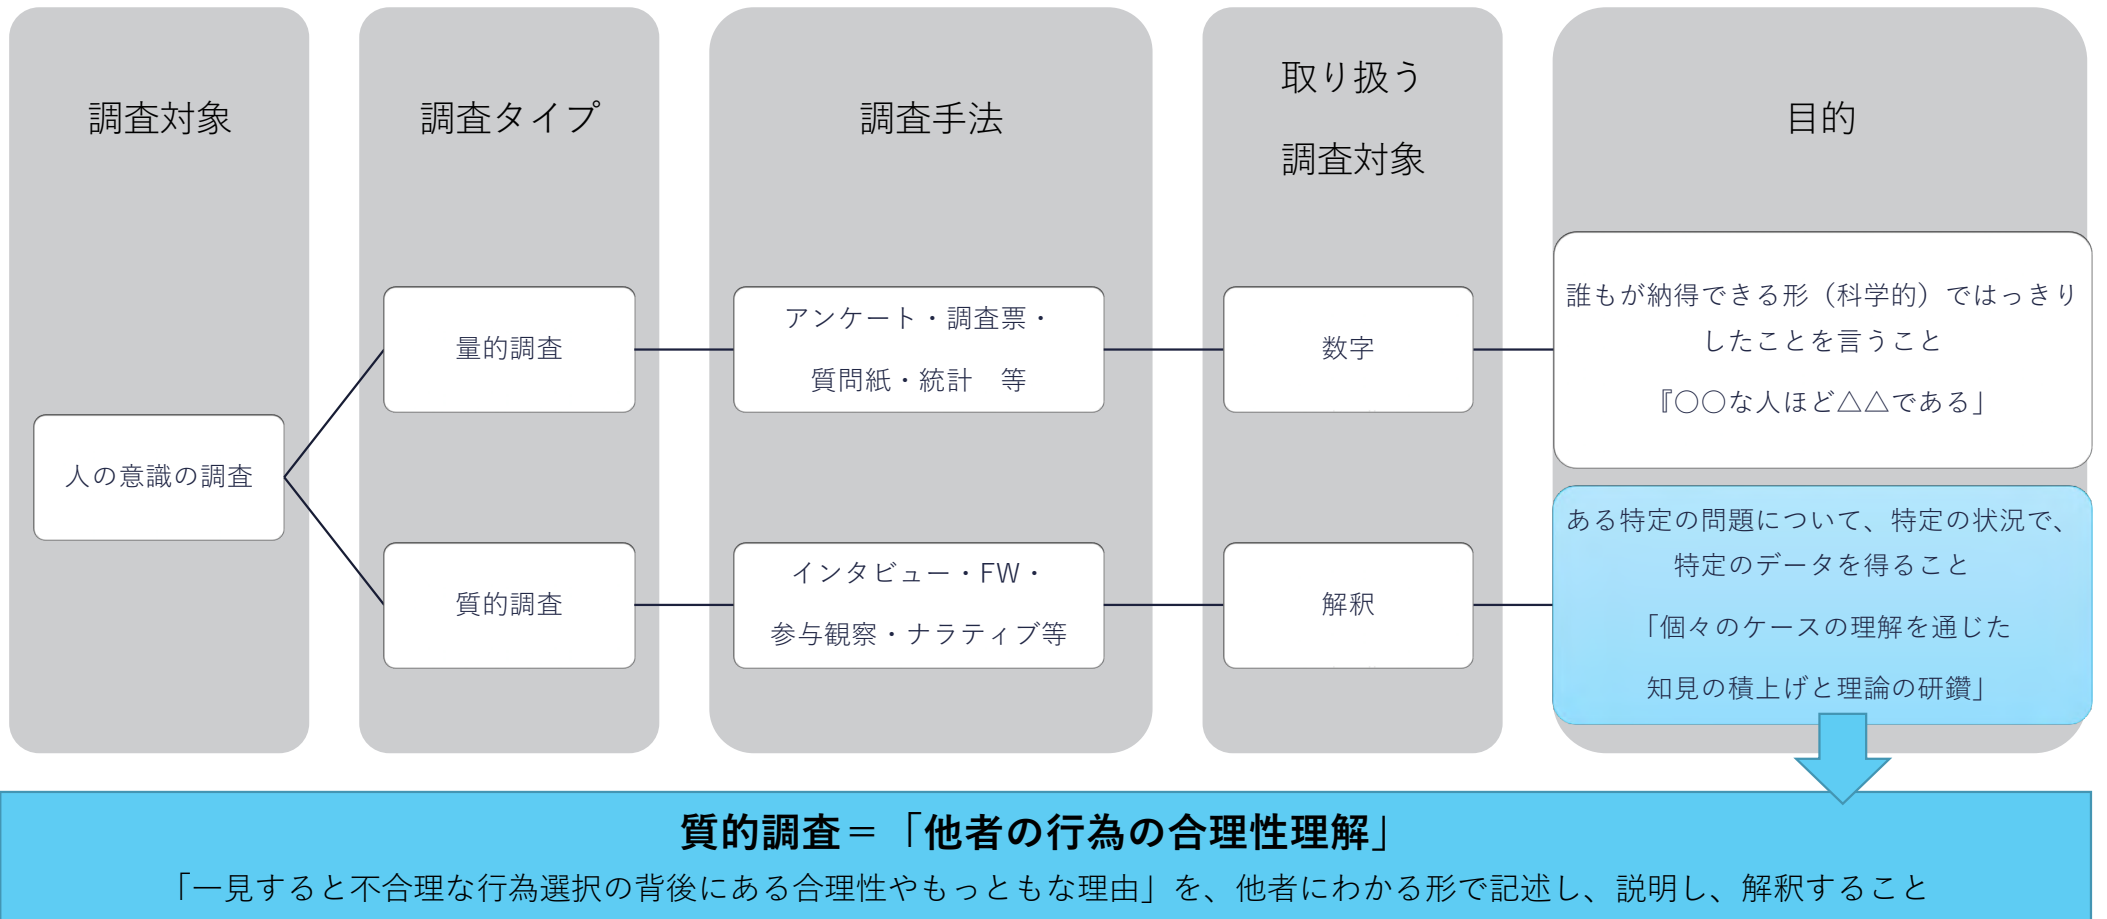 調査対象
調査タイプ
調査手法
取り扱う
調査対象
目的
人の意識の調査
量的調査
アンケート・調査票・
質問紙・統計　等
数字
誰もが納得できる形（科学的）ではっきり
したことを言うこと
『〇〇な人ほど△△である」
質的調査
インタビュー・FW・
参与観察・ナラティブ等
解釈
ある特定の問題について、特定の状況で、
特定のデータを得ること
「個々のケースの理解を通じた
知見の積上げと理論の研鑽」
質的調査＝「他者の行為の合理性理解」
「一見すると不合理な行為選択の背後にある合理性やもっともな理由」を、他者にわかる形で記述し、説明し、解釈すること